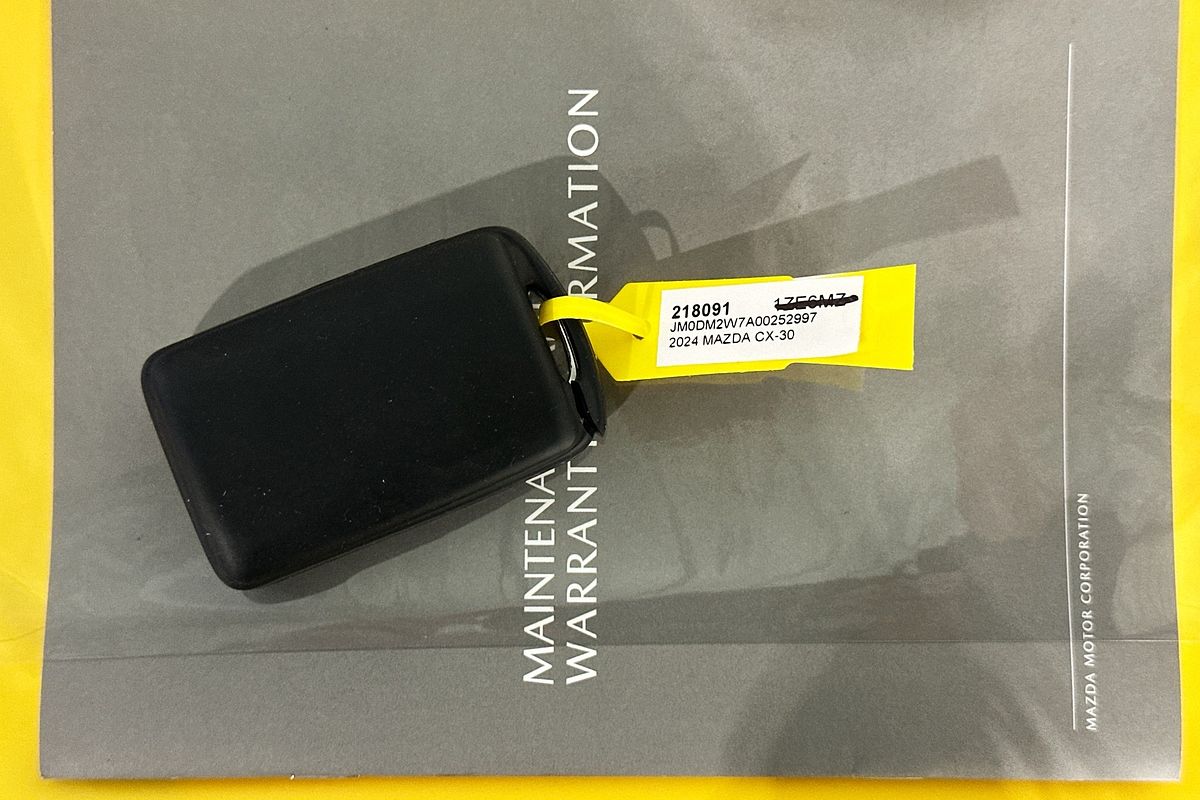 MAINTENA
WARRANT RMATION
218091
JM0DM2W7A00252997
2024 MAZDA CX-30
MAZDA MOTOR CORPORATION